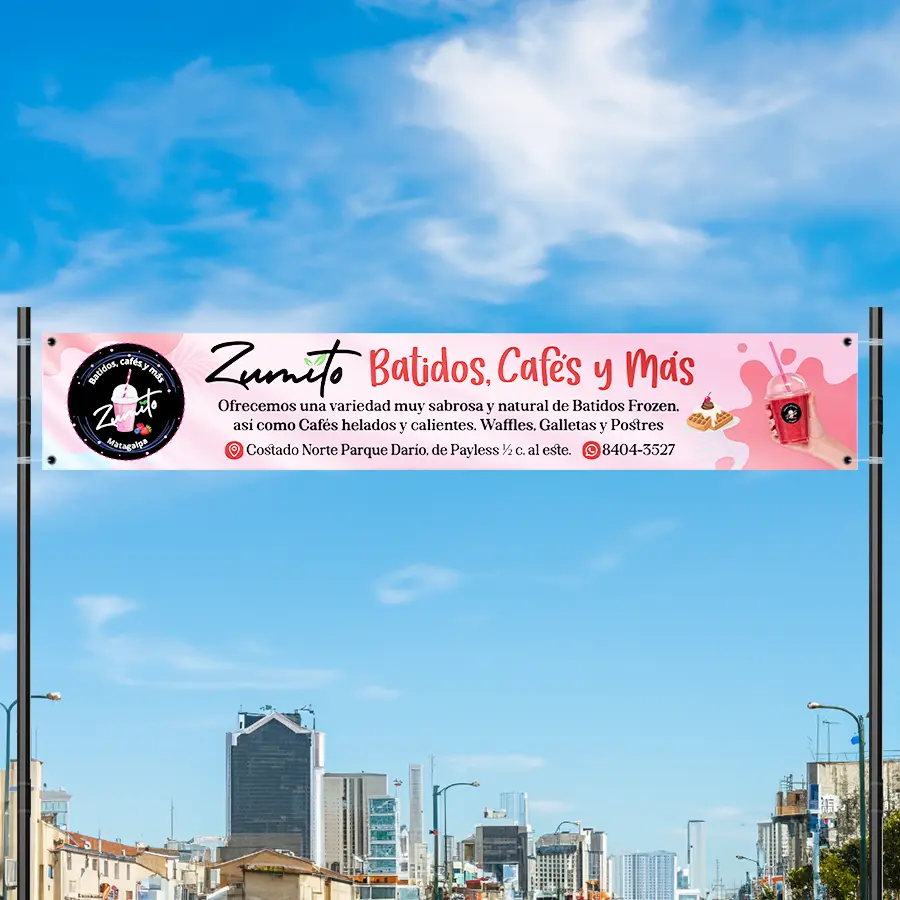 Batidos, cafés y más
Zumito
Matagalpa
Zumito Batidos, Cafés y Más
Ofrecemos una variedad muy sabrosa y natural de Batidos Frozen,
así como Cafés helados y calientes, Waffles, Galletas y Postres
Costado Norte Parque Darío, de Payless ½ c. al este. 8404-3527